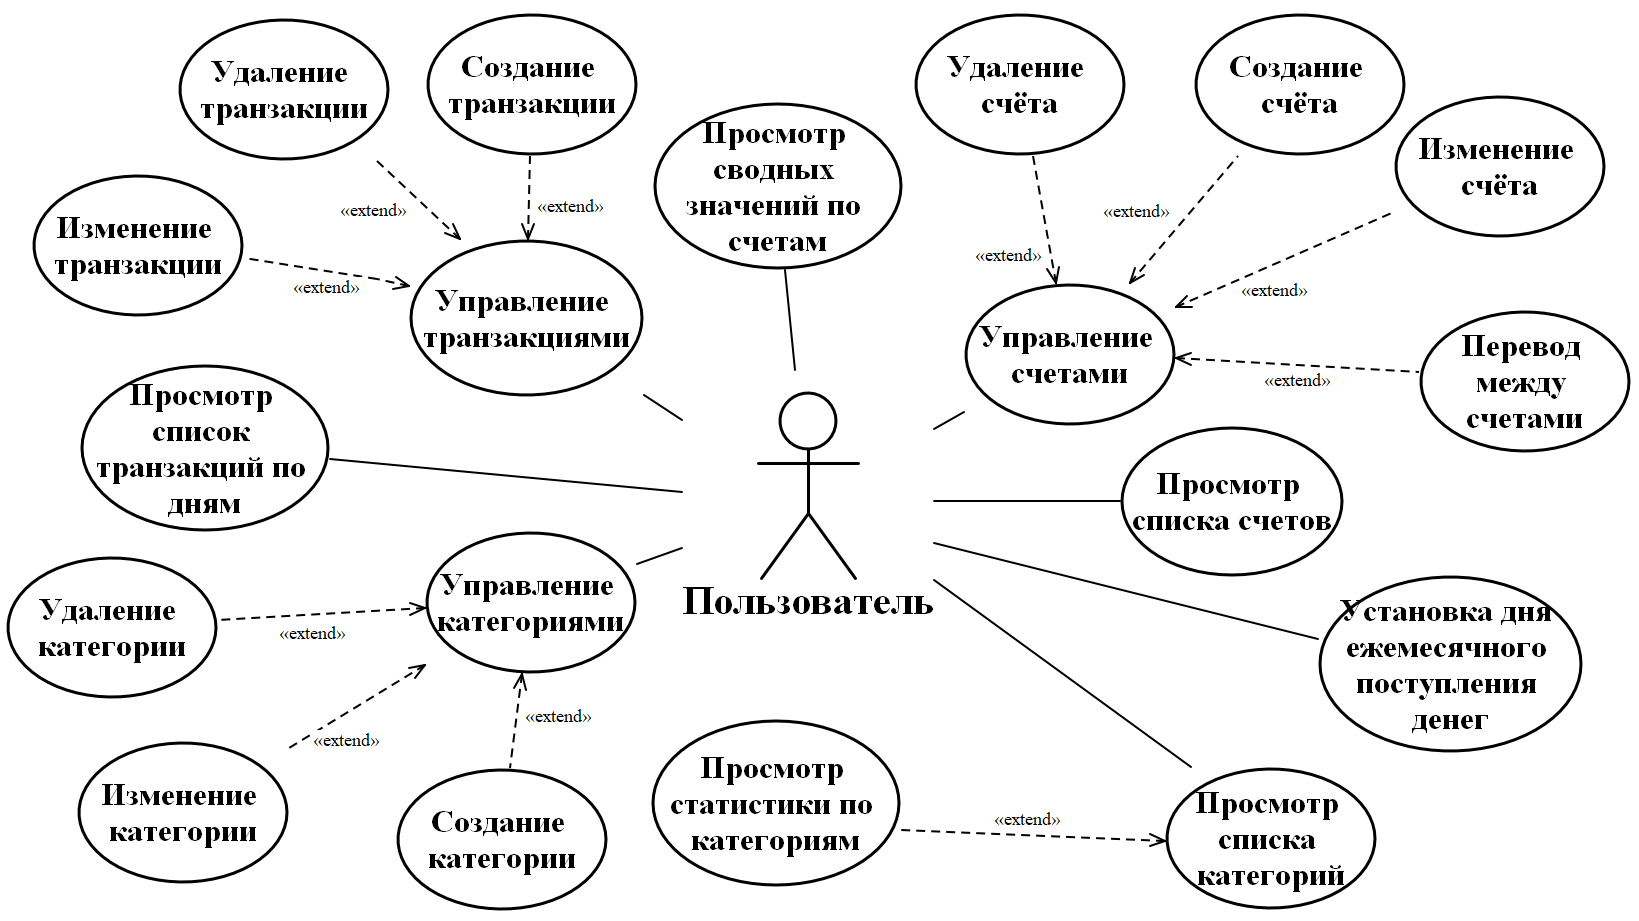 Удаление
транзакции
Создание
транзакции
Просмотр
сводных
значений по
счетам
Удаление
счёта
Создание
счёта
Изменение
счёта
«extend»
«extend»
«extend»
«extend»
«extend»
«extend»
Изменение
транзакции
Управление
транзакциями
Управление
счетами
Перевод
между
счетами
«extend»
Просмотр
список
транзакций по
дням
Просмотр
списка счетов
Пользователь
Управление
категориями
Удаление
категории
«extend»
Установка дня
ежемесячного
поступления
денег
«extend»
«extend»
Изменение
категории
Создание
категории
Просмотр
статистики по
категориям
«extend»
Просмотр
списка
категорий